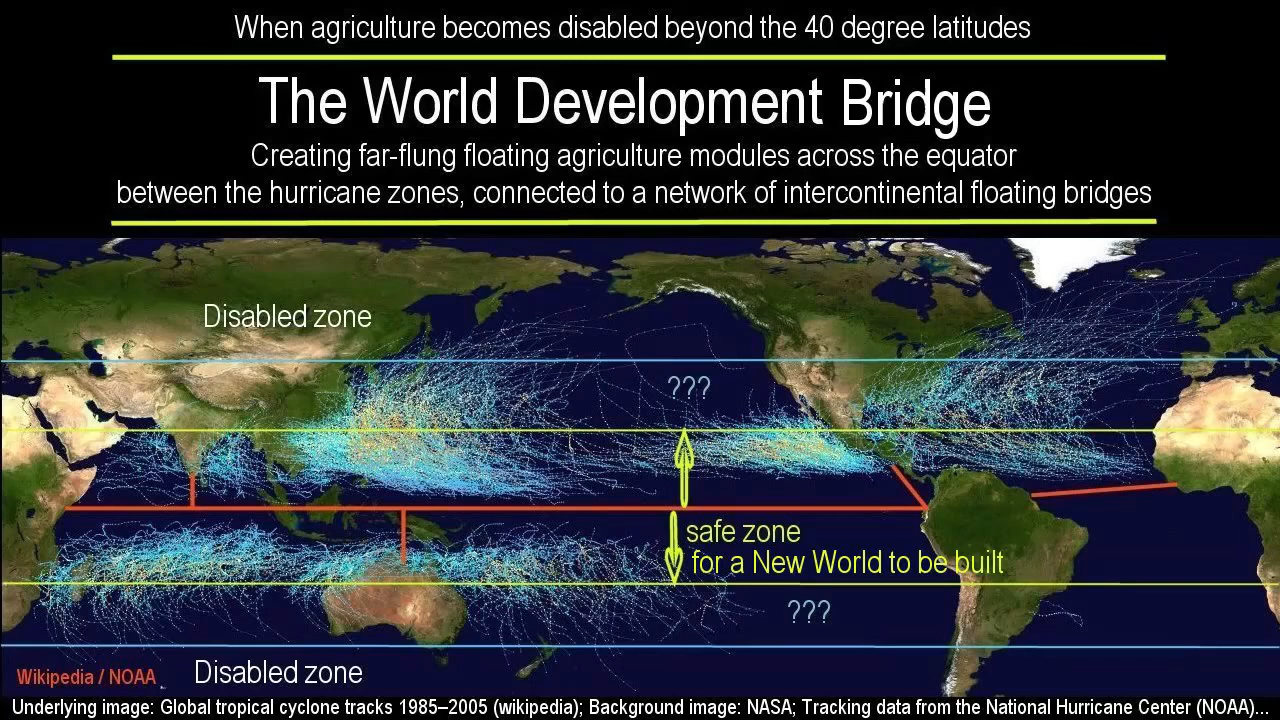 When agriculture becomes disabled beyond the 40 degree latitudes
The World Development Bridge
Creating far-flung floating agriculture modules across the equator
between the hurricane zones, connected to a network of intercontinental floating bridges
Disabled zone
???
safe zone
for a New World to be built
???
Wikipedia / NOAA
Disabled zone
Underlying image: Global tropical cyclone tracks 1985–2005 (wikipedia); Background image: NASA; Tracking data from the National Hurricane Center (NOAA)...